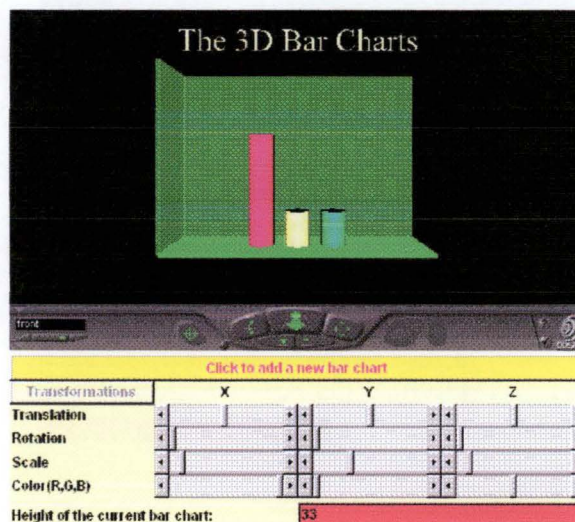 The 3D Bar Charts
front
Click to add a new bar chart
Transformations X Y Z
Translation
Rotation
Scale
Color(R,G,B)
Height of the current bar chart: 33